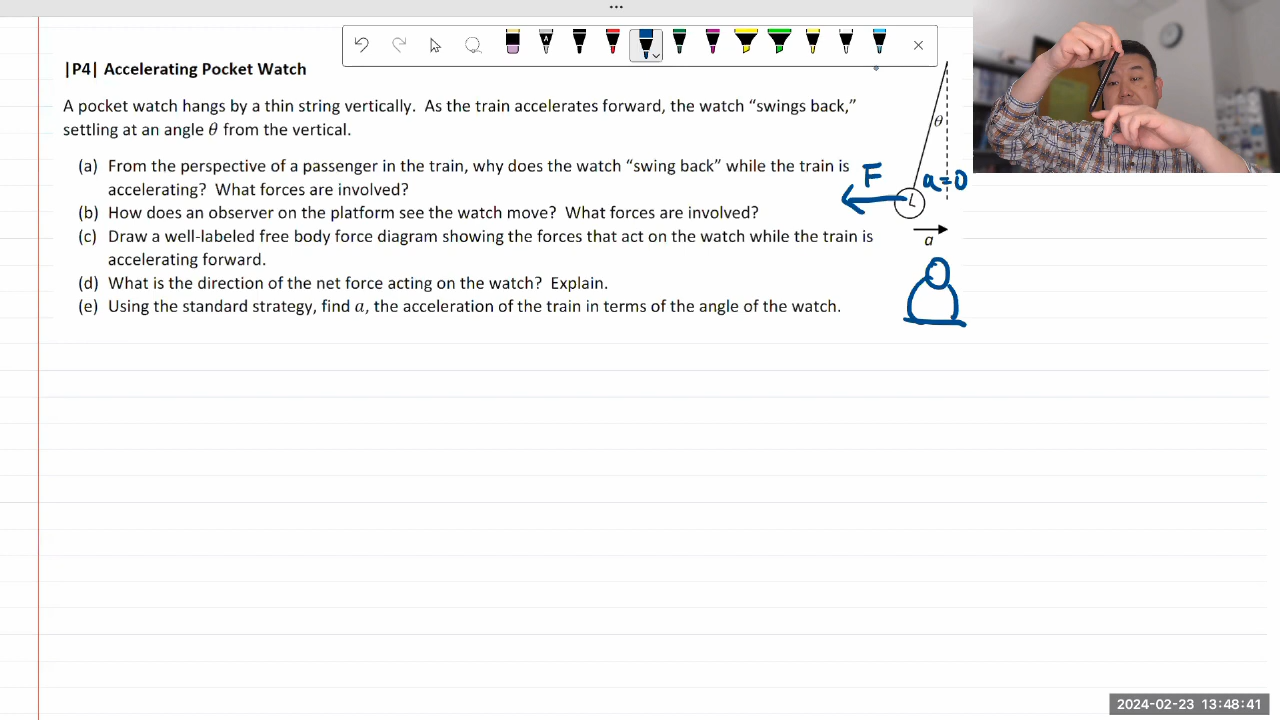 |P4| Accelerating Pocket Watch
A pocket watch hangs by a thin string vertically. As the train accelerates forward, the watch “swings back,”
settling at an angle θ from the vertical.
(a) From the perspective of a passenger in the train, why does the watch “swing back” while the train is
accelerating? What forces are involved?
(b) How does an observer on the platform see the watch move? What forces are involved?
(c) Draw a well-labeled free body force diagram showing the forces that act on the watch while the train is
accelerating forward.
(d) What is the direction of the net force acting on the watch? Explain.
(e) Using the standard strategy, find a, the acceleration of the train in terms of the angle of the watch.
θ
F
a=0
a
2024-02-23 13:48:41